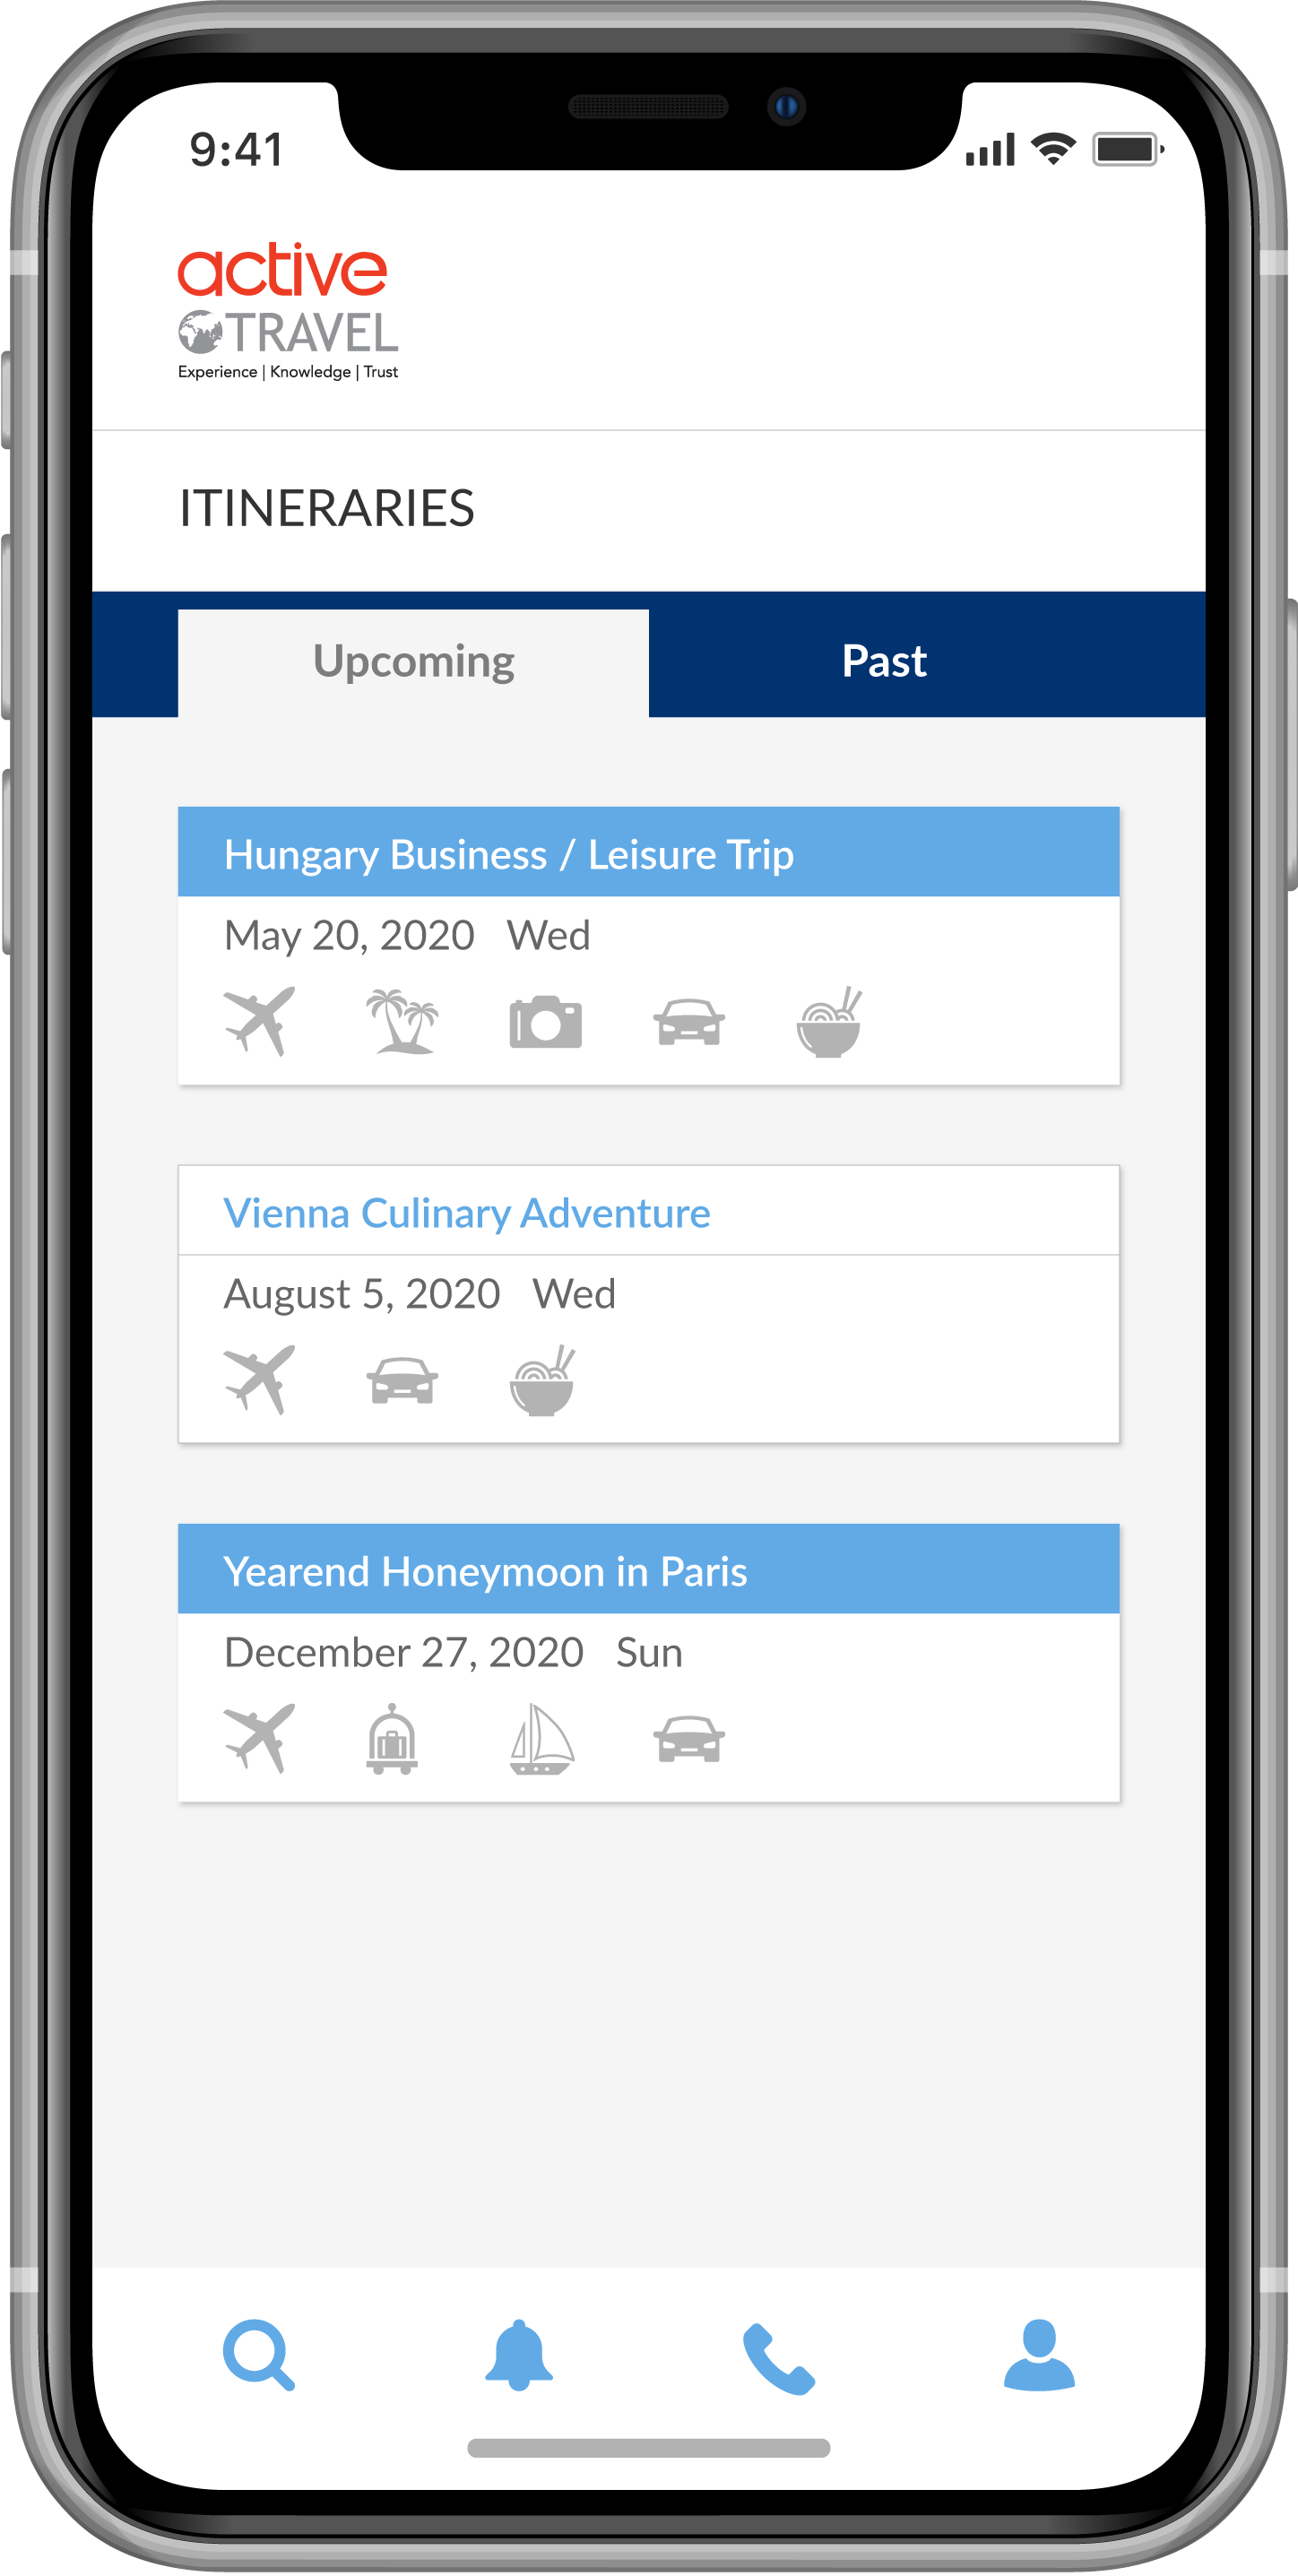 9:41
active
TRAVEL
Experience | Knowledge | Trust
ITINERARIES
Upcoming Past
Hungary Business / Leisure Trip
May 20, 2020 Wed
Vienna Culinary Adventure
August 5, 2020 Wed
Yearend Honeymoon in Paris
December 27, 2020 Sun